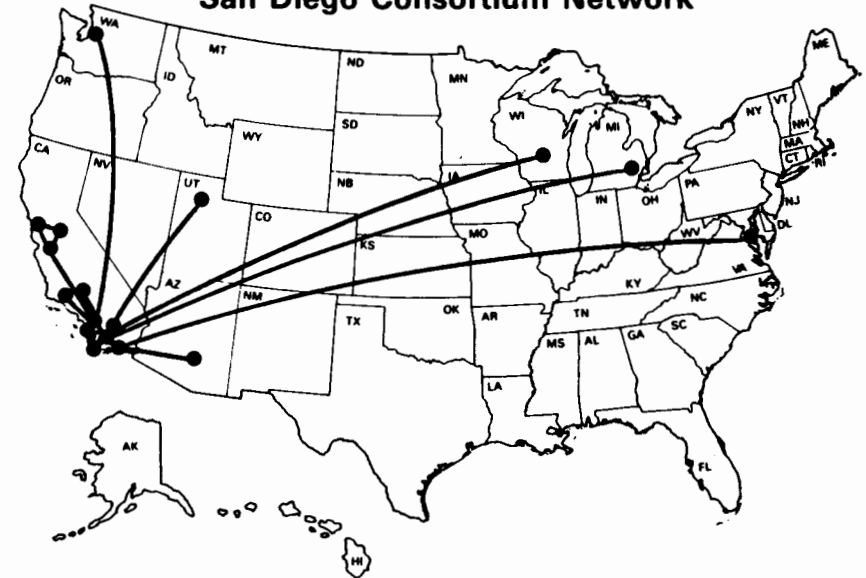 San Diego Consortium Network
WA
MT
ND
MN
ME
OR
ID
SD
WI
MI
NY
VT
NH
MA
CT
RI
CA
NV
WY
NB
IA
UT
IL
IN
OH
PA
NJ
DL
CO
KS
MO
WV
VA
AZ
NM
KY
NC
TX
OK
AR
TN
SC
MS
AL
GA
LA
FL
AK
HI